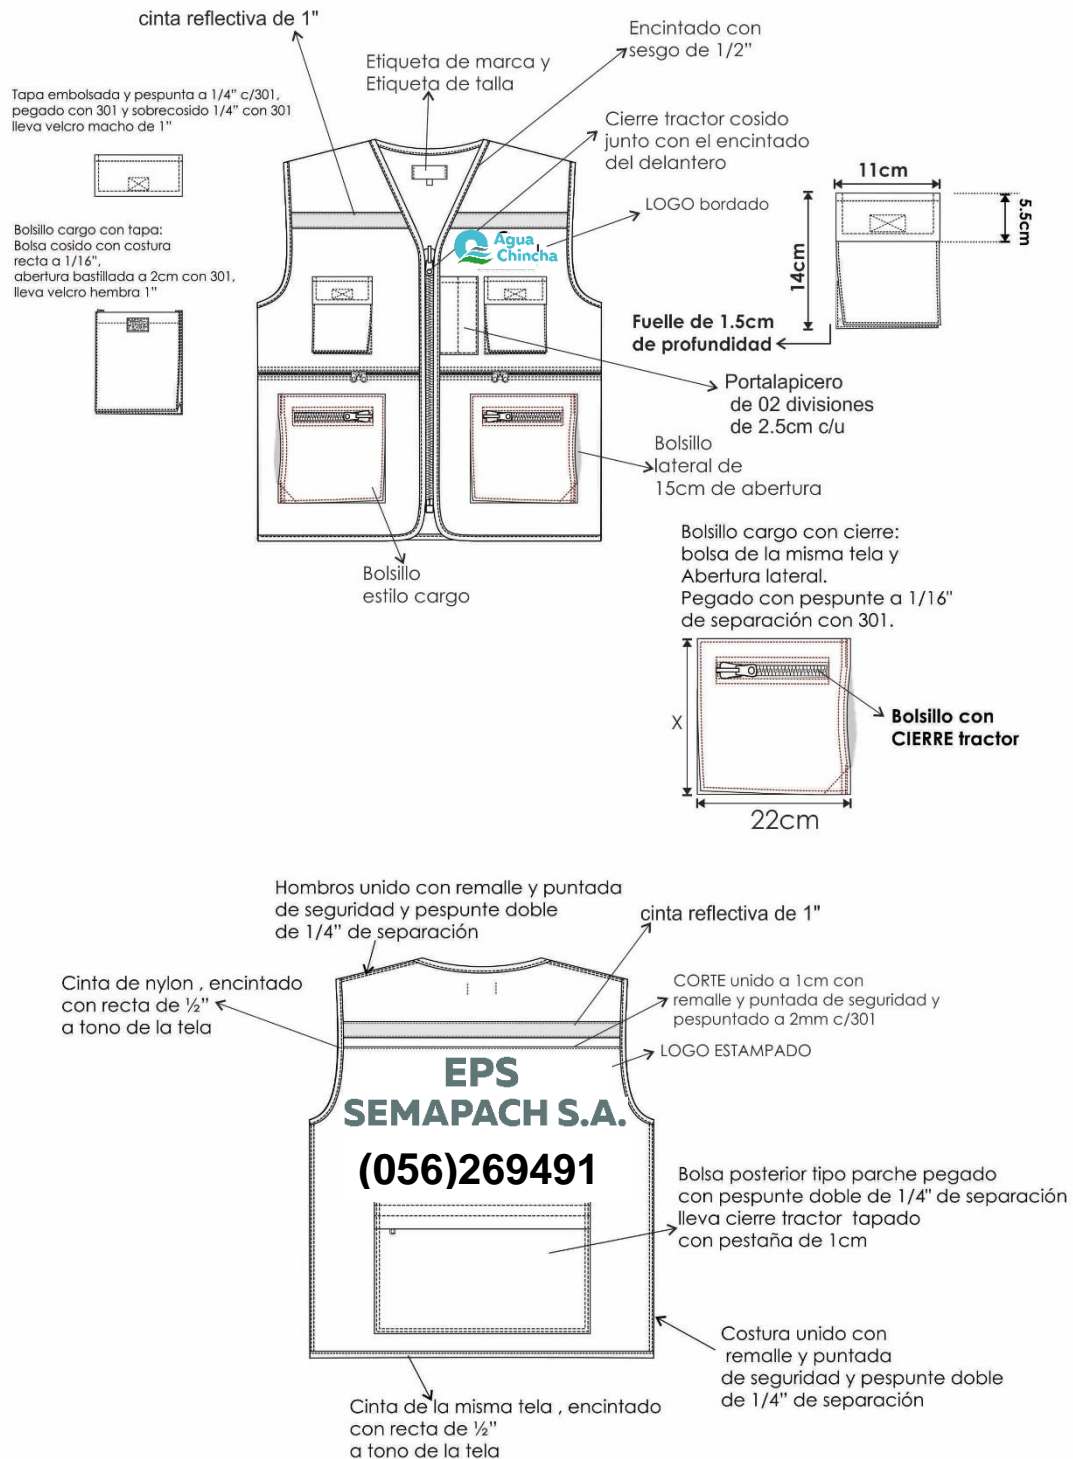 cinta reflectiva de 1"
Etiqueta de marca y
Etiqueta de talla
Encintado con
sesgo de 1/2"
Tapa embolsada y pespunta a 1/4" c/301,
pegado con 301 y sobrecosido 1/4" con 301
lleva velcro macho de 1"
Cierre tractor cosido
junto con el encintado
del delantero
LOGO bordado
Agua
Chincha
11cm
5.5cm
14cm
Bolsillo cargo con tapa:
Bolsa cosido con costura
recta a 1/16",
abertura bastillada a 2cm con 301,
lleva velcro hembra 1"
Fuelle de 1.5cm
de profundidad
Portalapicero
de 02 divisiones
de 2.5cm c/u
Bolsillo
lateral de
15cm de abertura
Bolsillo
estilo cargo
Bolsillo cargo con cierre:
bolsa de la misma tela y
Abertura lateral.
Pegado con pespunte a 1/16"
de separación con 301.
X
Bolsillo con
CIERRE tractor
22cm
Hombros unido con remalle y puntada
de seguridad y pespunte doble
de 1/4" de separación
cinta reflectiva de 1"
Cinta de nylon , encintado
con recta de ½"
a tono de la tela
CORTE unido a 1cm con
remalle y puntada de seguridad y
pespuntado a 2mm c/301
LOGO ESTAMPADO
EPS
SEMAPACH S.A.
(056)269491
Bolsa posterior tipo parche pegado
con pespunte doble de 1/4" de separación
lleva cierre tractor tapado
con pestaña de 1cm
Costura unido con
remalle y puntada
de seguridad y pespunte doble
de 1/4" de separación
Cinta de la misma tela , encintado
con recta de ½"
a tono de la tela